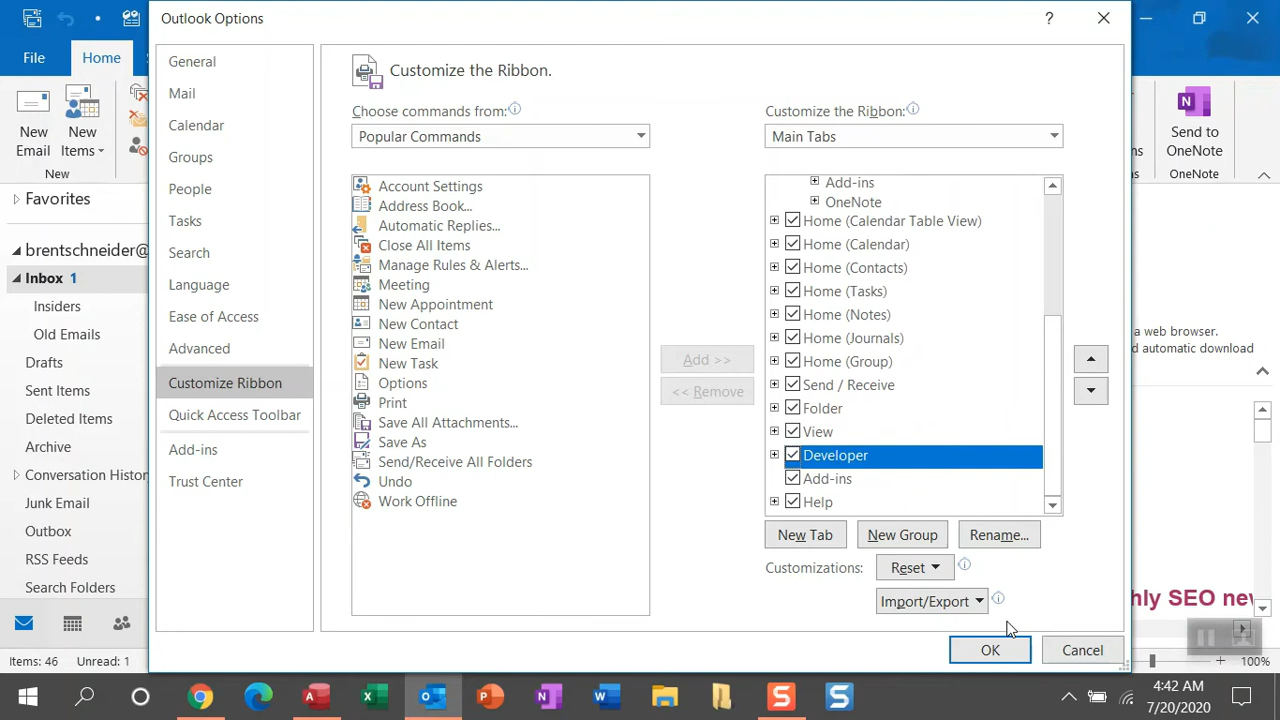 Outlook Options
?
File
Home
New Email
New Items
New
Favorites
brentschneider@
Inbox 1
Insiders
Old Emails
Drafts
Sent Items
Deleted Items
Archive
Conversation Histor
Junk Email
Outbox
RSS Feeds
Search Folders
Items: 46 Unread: 1
General
Mail
Calendar
Groups
People
Tasks
Search
Language
Ease of Access
Advanced
Customize Ribbon
Quick Access Toolbar
Add-ins
Trust Center
Customize the Ribbon.
Choose commands from:
Popular Commands
Account Settings
Address Book...
Automatic Replies...
Close All Items
Manage Rules & Alerts...
Meeting
New Appointment
New Contact
New Email
New Task
Options
Print
Save All Attachments...
Save As
Send/Receive All Folders
Undo
Work Offline
Add >>
<< Remove
Customize the Ribbon:
Main Tabs
Add-ins
OneNote
Home (Calendar Table View)
Home (Calendar)
Home (Contacts)
Home (Tasks)
Home (Notes)
Home (Journals)
Home (Group)
Send / Receive
Folder
View
Developer
Add-ins
Help
New Tab New Group Rename...
Customizations: Reset
Import/Export
OK Cancel
Send to OneNote
OneNote
a web browser.
d automatic download
hly SEO nev
100%
4:42 AM
7/20/2020